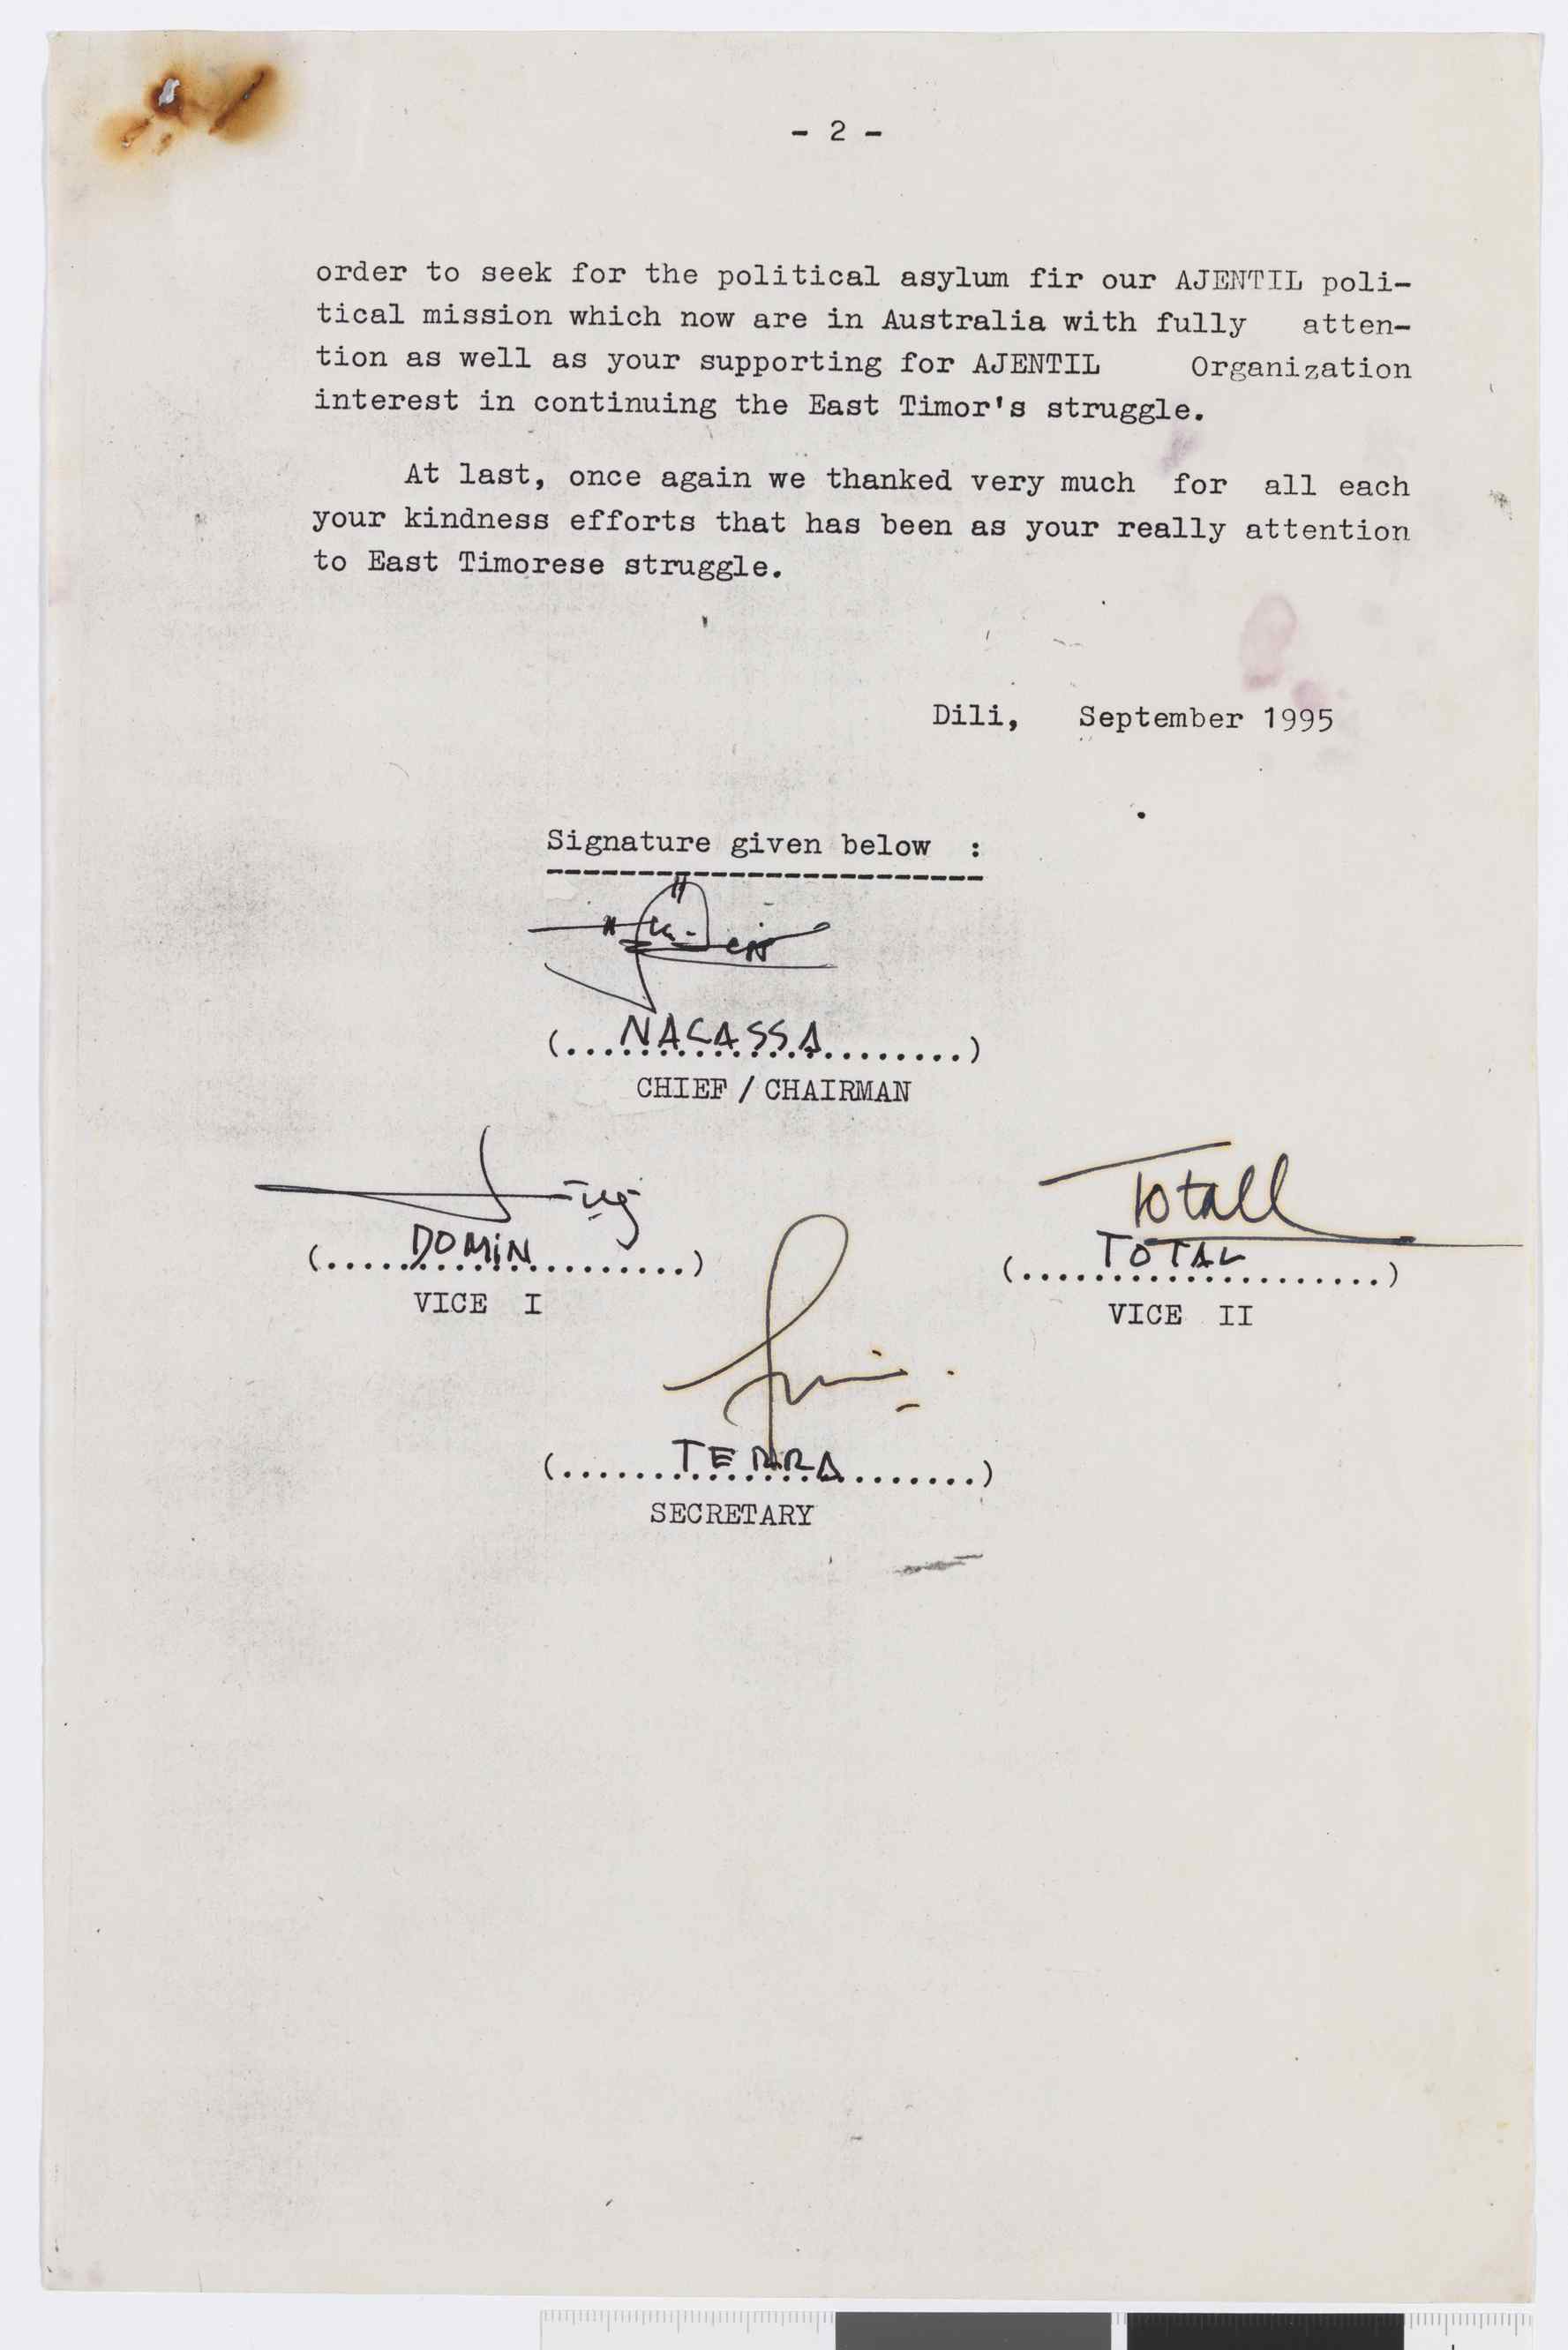 - 2 -
order to seek for the political asylum fir our AJENTIL poli-
tical mission which now are in Australia with fully atten-
tion as well as your supporting for AJENTIL Organization
interest in continuing the East Timor's struggle.
At last, once again we thanked very much for all each
your kindness efforts that has been as your really attention
to East Timorese struggle.
Dili, September 1995
Signature given below :
(...NACASSA........)
CHIEF / CHAIRMAN
Totall
(.....DOMIN........) (.....TOTAL........)
VICE I VICE II
(......TERRA.......)
SECRETARY